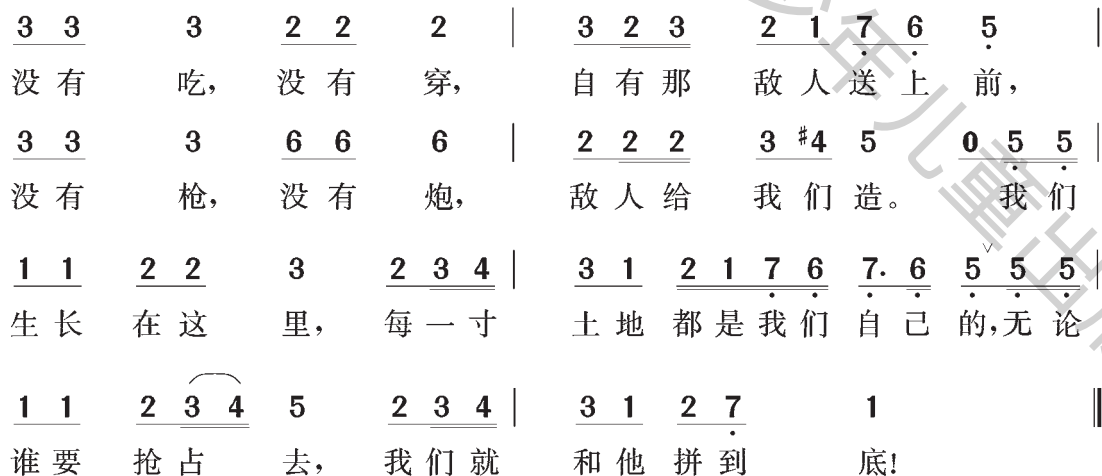 3 3 3 2 2 2 | 3 2 3 2 1 7 6 5 |
没有 吃， 没有 穿， 自有那 敌人送上 前，
3 3 3 6 6 6 | 2 2 2 3 #4 5 0 5 5 |
没有 枪， 没有 炮， 敌人给 我们造。 我们
1 1 2 2 3 2 3 4 | 3 1 2 1 7 6 7. 6 5 ∨ 5 5 |
生长 在这 里， 每一寸 土地 都是我们 自己 的，无论
1 1 2 3 4 5 2 3 4 | 3 1 2 7 1 ‖
谁要 抢占 去， 我们就 和他 拼到 底！
少年儿童出版